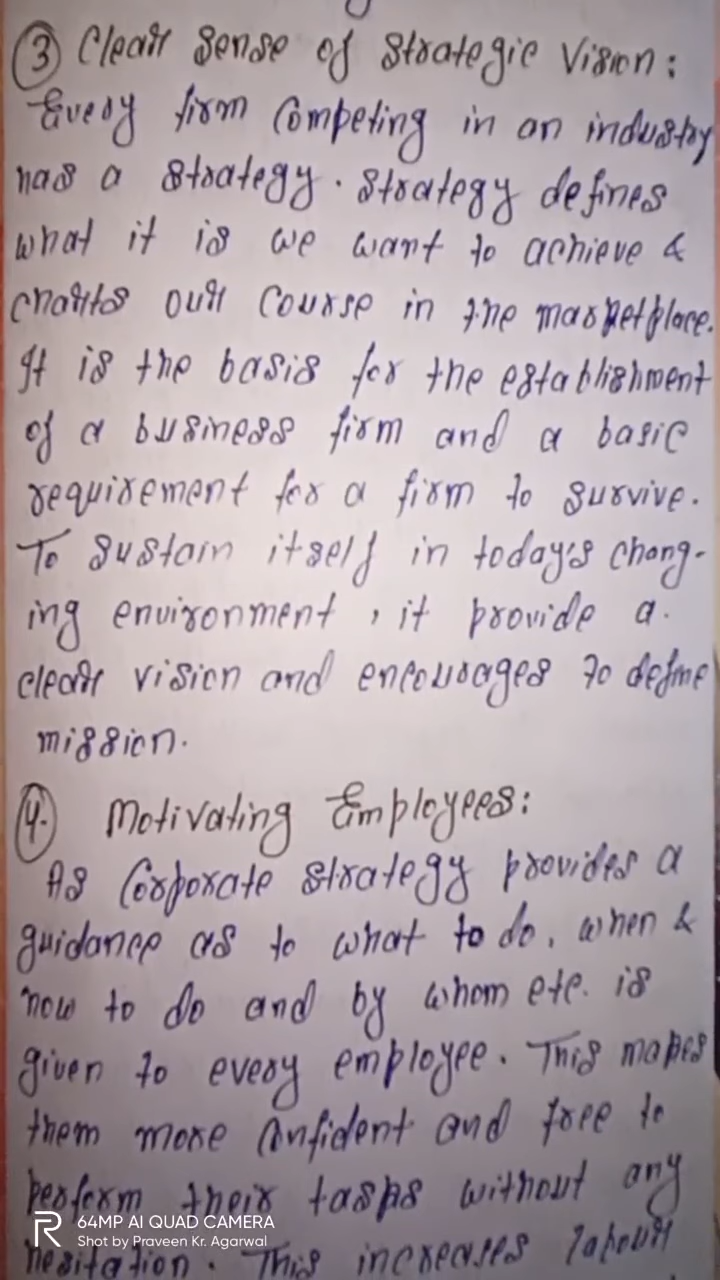 ③ Clear Sense of Strategic Vision:
Every firm Competing in an industry
has a Strategy. Strategy defines
what it is we want to achieve &
charts our Course in the marketplace.
It is the basis for the establishment
of a business firm and a basic
requirement for a firm to survive.
To Sustain itself in today's chang-
ing environment, it provide a
clear vision and encourages to define
mission.
④. Motivating Employees:
As Corporate Strategy provides a
guidance as to what to do, when &
how to do and by whom etc. is
given to every employee. This makes
them more Confident and free to
perform their tasks without any
hesitation. This increases labour
R
64MP AI QUAD CAMERA
Shot by Praveen Kr. Agarwal